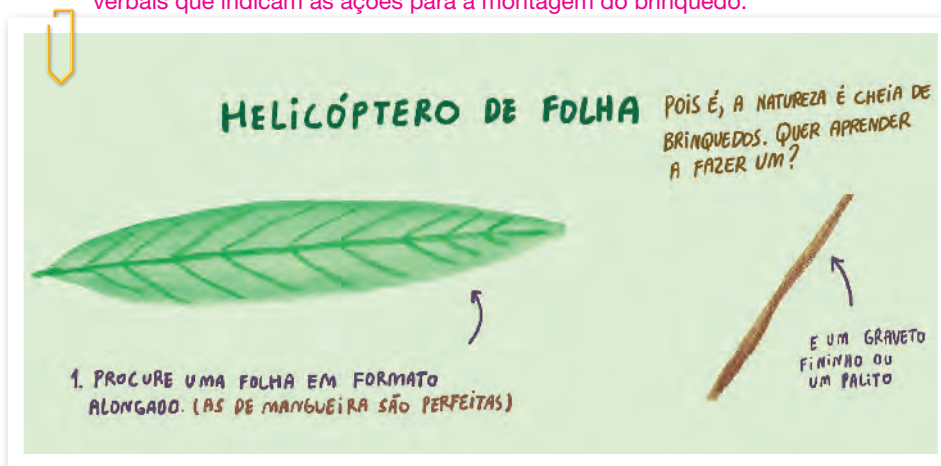 verbais que indicam as ações para a montagem do brinquedo.
HELICÓPTERO DE FOLHA
POIS É, A NATUREZA É CHEIA DE
BRINQUEDOS. QUER APRENDER
A FAZER UM?
1. PROCURE UMA FOLHA EM FORMATO
ALONGADO. (AS DE MANGUEIRA SÃO PERFEITAS)
E UM GRAVETO
FININHO OU
UM PALITO